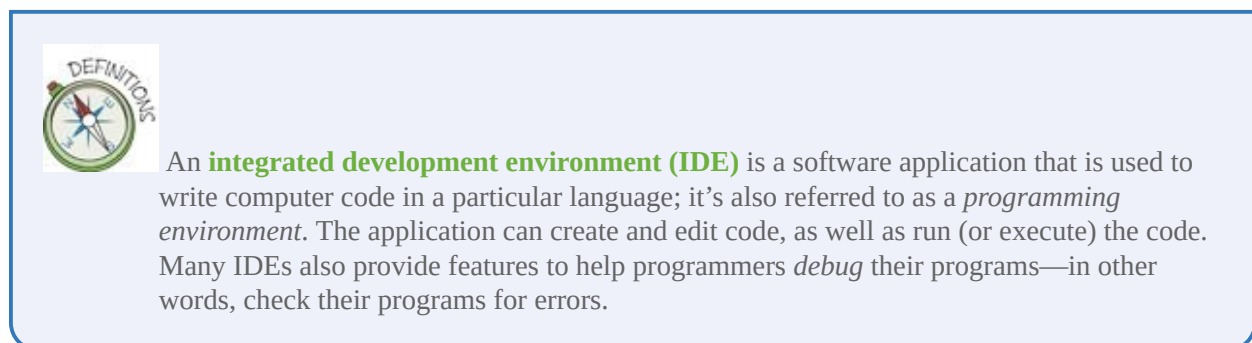 DEFINITIONS
An integrated development environment (IDE) is a software application that is used to
write computer code in a particular language; it’s also referred to as a programming
environment. The application can create and edit code, as well as run (or execute) the code.
Many IDEs also provide features to help programmers debug their programs—in other
words, check their programs for errors.